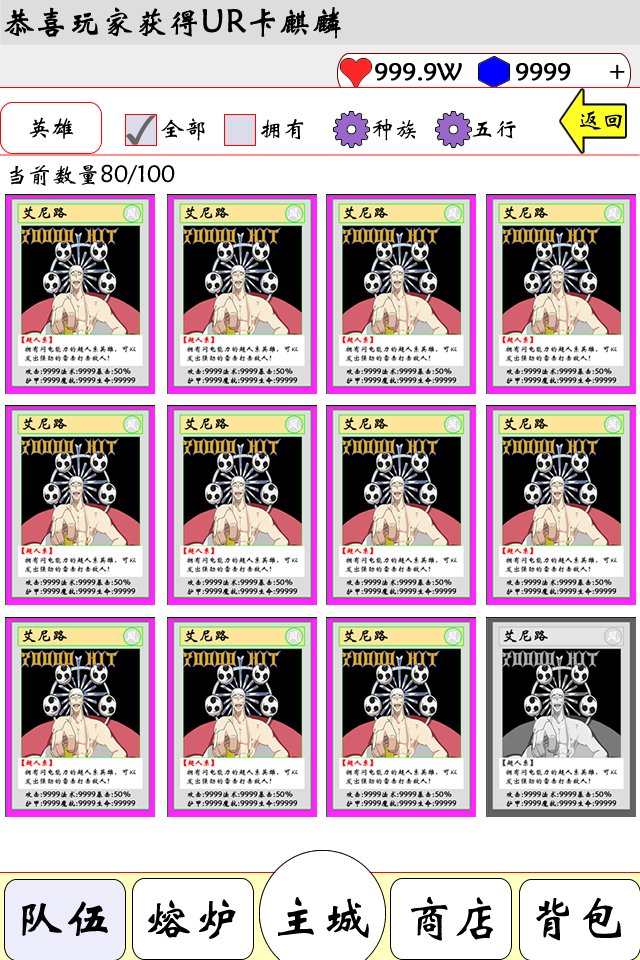 恭喜玩家获得UR卡麒麟
999.9W 9999 +
英雄 全部 拥有 种族 五行 返回
当前数量80/100
艾尼路 风 艾尼路 风 艾尼路 风 艾尼路 风
70000 HIT 70000 HIT 70000 HIT 70000 HIT
【超人系】 【超人系】 【超人系】 【超人系】
拥有闪电能力的超人系英雄，可以 拥有闪电能力的超人系英雄，可以 拥有闪电能力的超人系英雄，可以 拥有闪电能力的超人系英雄，可以
发出强劲的雷击打击敌人！ 发出强劲的雷击打击敌人！ 发出强劲的雷击打击敌人！ 发出强劲的雷击打击敌人！
攻击:9999法术:9999暴击:50% 攻击:9999法术:9999暴击:50% 攻击:9999法术:9999暴击:50% 攻击:9999法术:9999暴击:50%
护甲:9999魔抗:9999生命:99999 护甲:9999魔抗:9999生命:99999 护甲:9999魔抗:9999生命:99999 护甲:9999魔抗:9999生命:99999
艾尼路 风 艾尼路 风 艾尼路 风 艾尼路 风
70000 HIT 70000 HIT 70000 HIT 70000 HIT
【超人系】 【超人系】 【超人系】 【超人系】
拥有闪电能力的超人系英雄，可以 拥有闪电能力的超人系英雄，可以 拥有闪电能力的超人系英雄，可以 拥有闪电能力的超人系英雄，可以
发出强劲的雷击打击敌人！ 发出强劲的雷击打击敌人！ 发出强劲的雷击打击敌人！ 发出强劲的雷击打击敌人！
攻击:9999法术:9999暴击:50% 攻击:9999法术:9999暴击:50% 攻击:9999法术:9999暴击:50% 攻击:9999法术:9999暴击:50%
护甲:9999魔抗:9999生命:99999 护甲:9999魔抗:9999生命:99999 护甲:9999魔抗:9999生命:99999 护甲:9999魔抗:9999生命:99999
艾尼路 风 艾尼路 风 艾尼路 风 艾尼路 风
70000 HIT 70000 HIT 70000 HIT 70000 HIT
【超人系】 【超人系】 【超人系】 【超人系】
拥有闪电能力的超人系英雄，可以 拥有闪电能力的超人系英雄，可以 拥有闪电能力的超人系英雄，可以 拥有闪电能力的超人系英雄，可以
发出强劲的雷击打击敌人！ 发出强劲的雷击打击敌人！ 发出强劲的雷击打击敌人！ 发出强劲的雷击打击敌人！
攻击:9999法术:9999暴击:50% 攻击:9999法术:9999暴击:50% 攻击:9999法术:9999暴击:50% 攻击:9999法术:9999暴击:50%
护甲:9999魔抗:9999生命:99999 护甲:9999魔抗:9999生命:99999 护甲:9999魔抗:9999生命:99999 护甲:9999魔抗:9999生命:99999
队伍 熔炉 主城 商店 背包